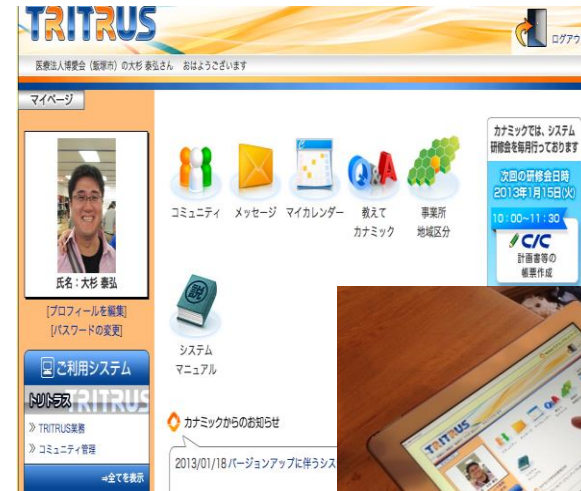 TRITRUS
ログアウ
医療法人博愛会（飯塚市）の大杉 泰弘さん おはようございます
マイページ
氏名：大杉 泰弘
[プロフィールを編集]
[パスワードの変更]
ご利用システム
トリトラス TRITRUS
》TRITRUS業務
》コミュニティ管理
⇒全てを表示
コミュニティ
メッセージ
マイカレンダー
Q&A
教えて
カナミック
事業所
地域区分
説
システム
マニュアル
カナミックからのお知らせ
2013/01/18 バージョンアップに伴うシス
カナミックでは、システム
研修会を毎月行っております
次回の研修会日時
2013年1月15日(火)
10：00～11：30
C/C
計画書等の
帳票作成
TRITRUS